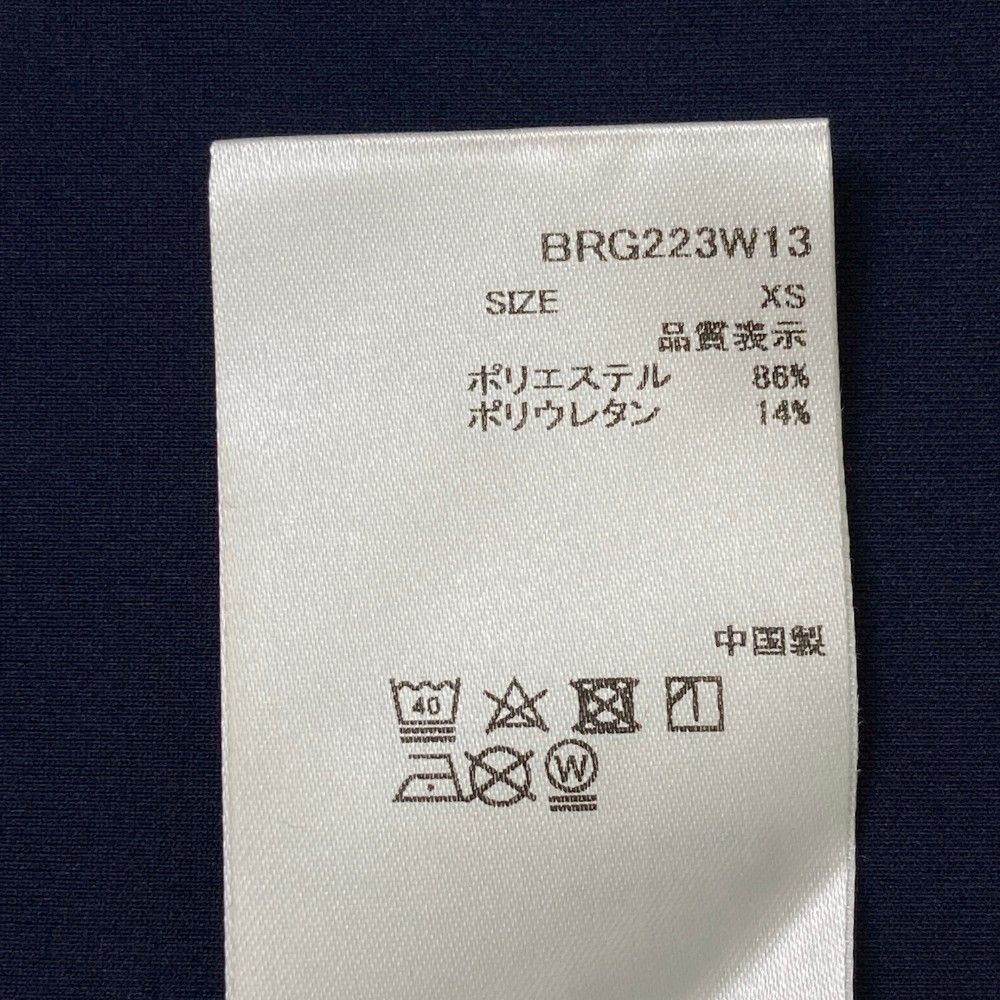 BRG223W13
SIZE XS
品質表示
ポリエステル 86%
ポリウレタン 14%
中国製
40
W